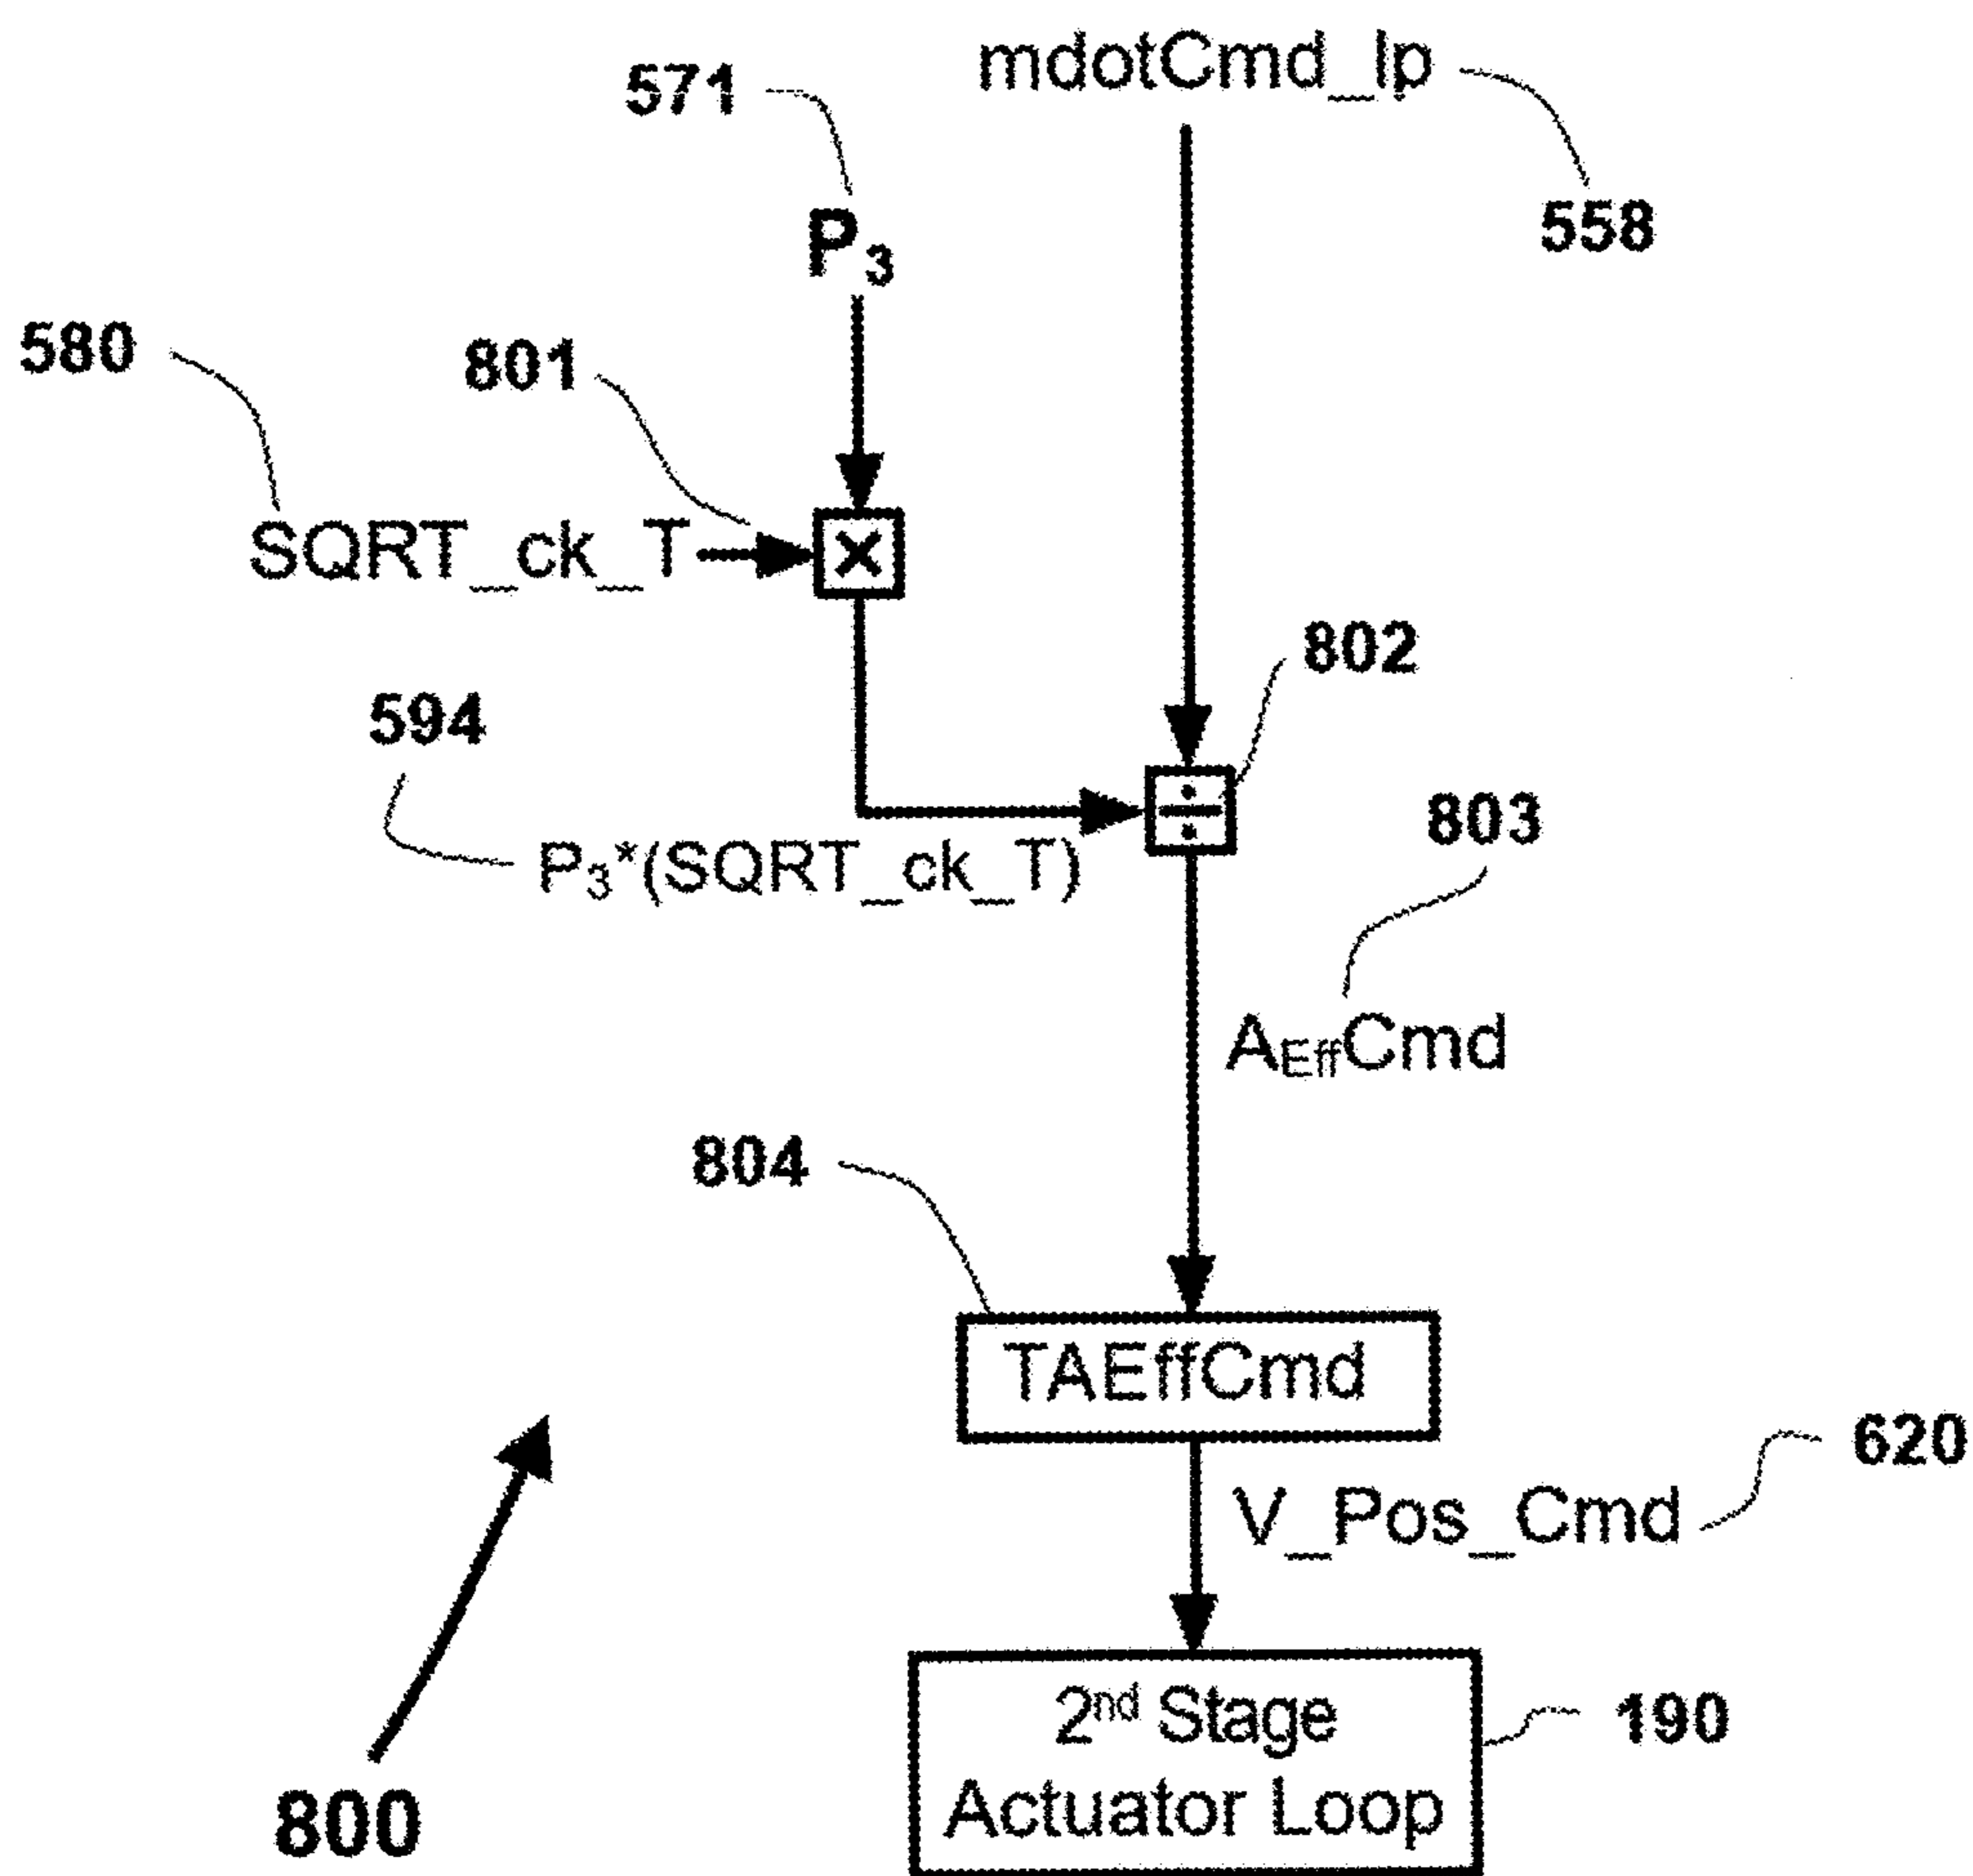 mdotCmd_lp
571
558
P₃
580
801
SQRT_ck_T
×
802
594
÷
803
P₃*(SQRT_ck_T)
A_EffCmd
804
TAEffCmd
620
V_Pos_Cmd
2nd Stage
190
Actuator Loop
800